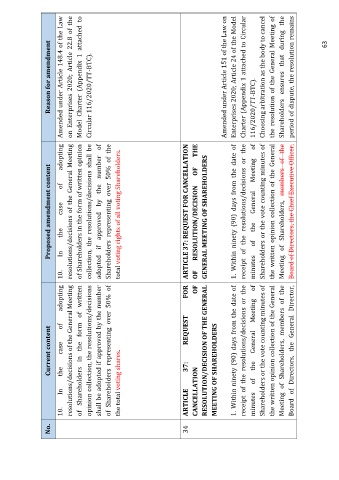 No.
Current content
Proposed amendment content
Reason for amendment
10. In the case of adopting
resolutions/decisions of the General Meeting
of Shareholders in the form of written
opinion collection, the resolutions/decisions
shall be adopted if approved by the number
of Shareholders representing over 50% of
the total voting shares.
10. In the case of adopting
resolutions/decisions of the General Meeting
of Shareholders in the form of written opinion
collection, the resolutions/decisions shall be
adopted if approved by the number of
Shareholders representing over 50% of the
total voting rights of all voting Shareholders.
Amended under Article 148.4 of the Law
on Enterprises 2020; Article 22.8 of the
Model Charter (Appendix I attached to
Circular 116/2020/TT-BTC).
34
ARTICLE 37: REQUEST FOR
CANCELLATION OF
RESOLUTION/DECISION OF THE GENERAL
MEETING OF SHAREHOLDERS
1. Within ninety (90) days from the date of
receipt of the resolutions/decisions or the
minutes of the General Meeting of
Shareholders or the vote counting minutes of
the written opinion collection of the General
Meeting of Shareholders, members of the
Board of Directors, the General Director,
ARTICLE 37: REQUEST FOR CANCELLATION
OF RESOLUTION/DECISION OF THE
GENERAL MEETING OF SHAREHOLDERS
1. Within ninety (90) days from the date of
receipt of the resolutions/decisions or the
minutes of the General Meeting of
Shareholders or the vote counting minutes of
the written opinion collection of the General
Meeting of Shareholders, members of the
Board of Directors, the Chief Executive Officer,
Amended under Article 151 of the Law on
Enterprises 2020; Article 24 of the Model
Charter (Appendix I attached to Circular
116/2020/TT-BTC).
Choosing arbitration as the body to cancel
the resolution of the General Meeting of
Shareholders ensures that during the
period of dispute, the resolution remains
63